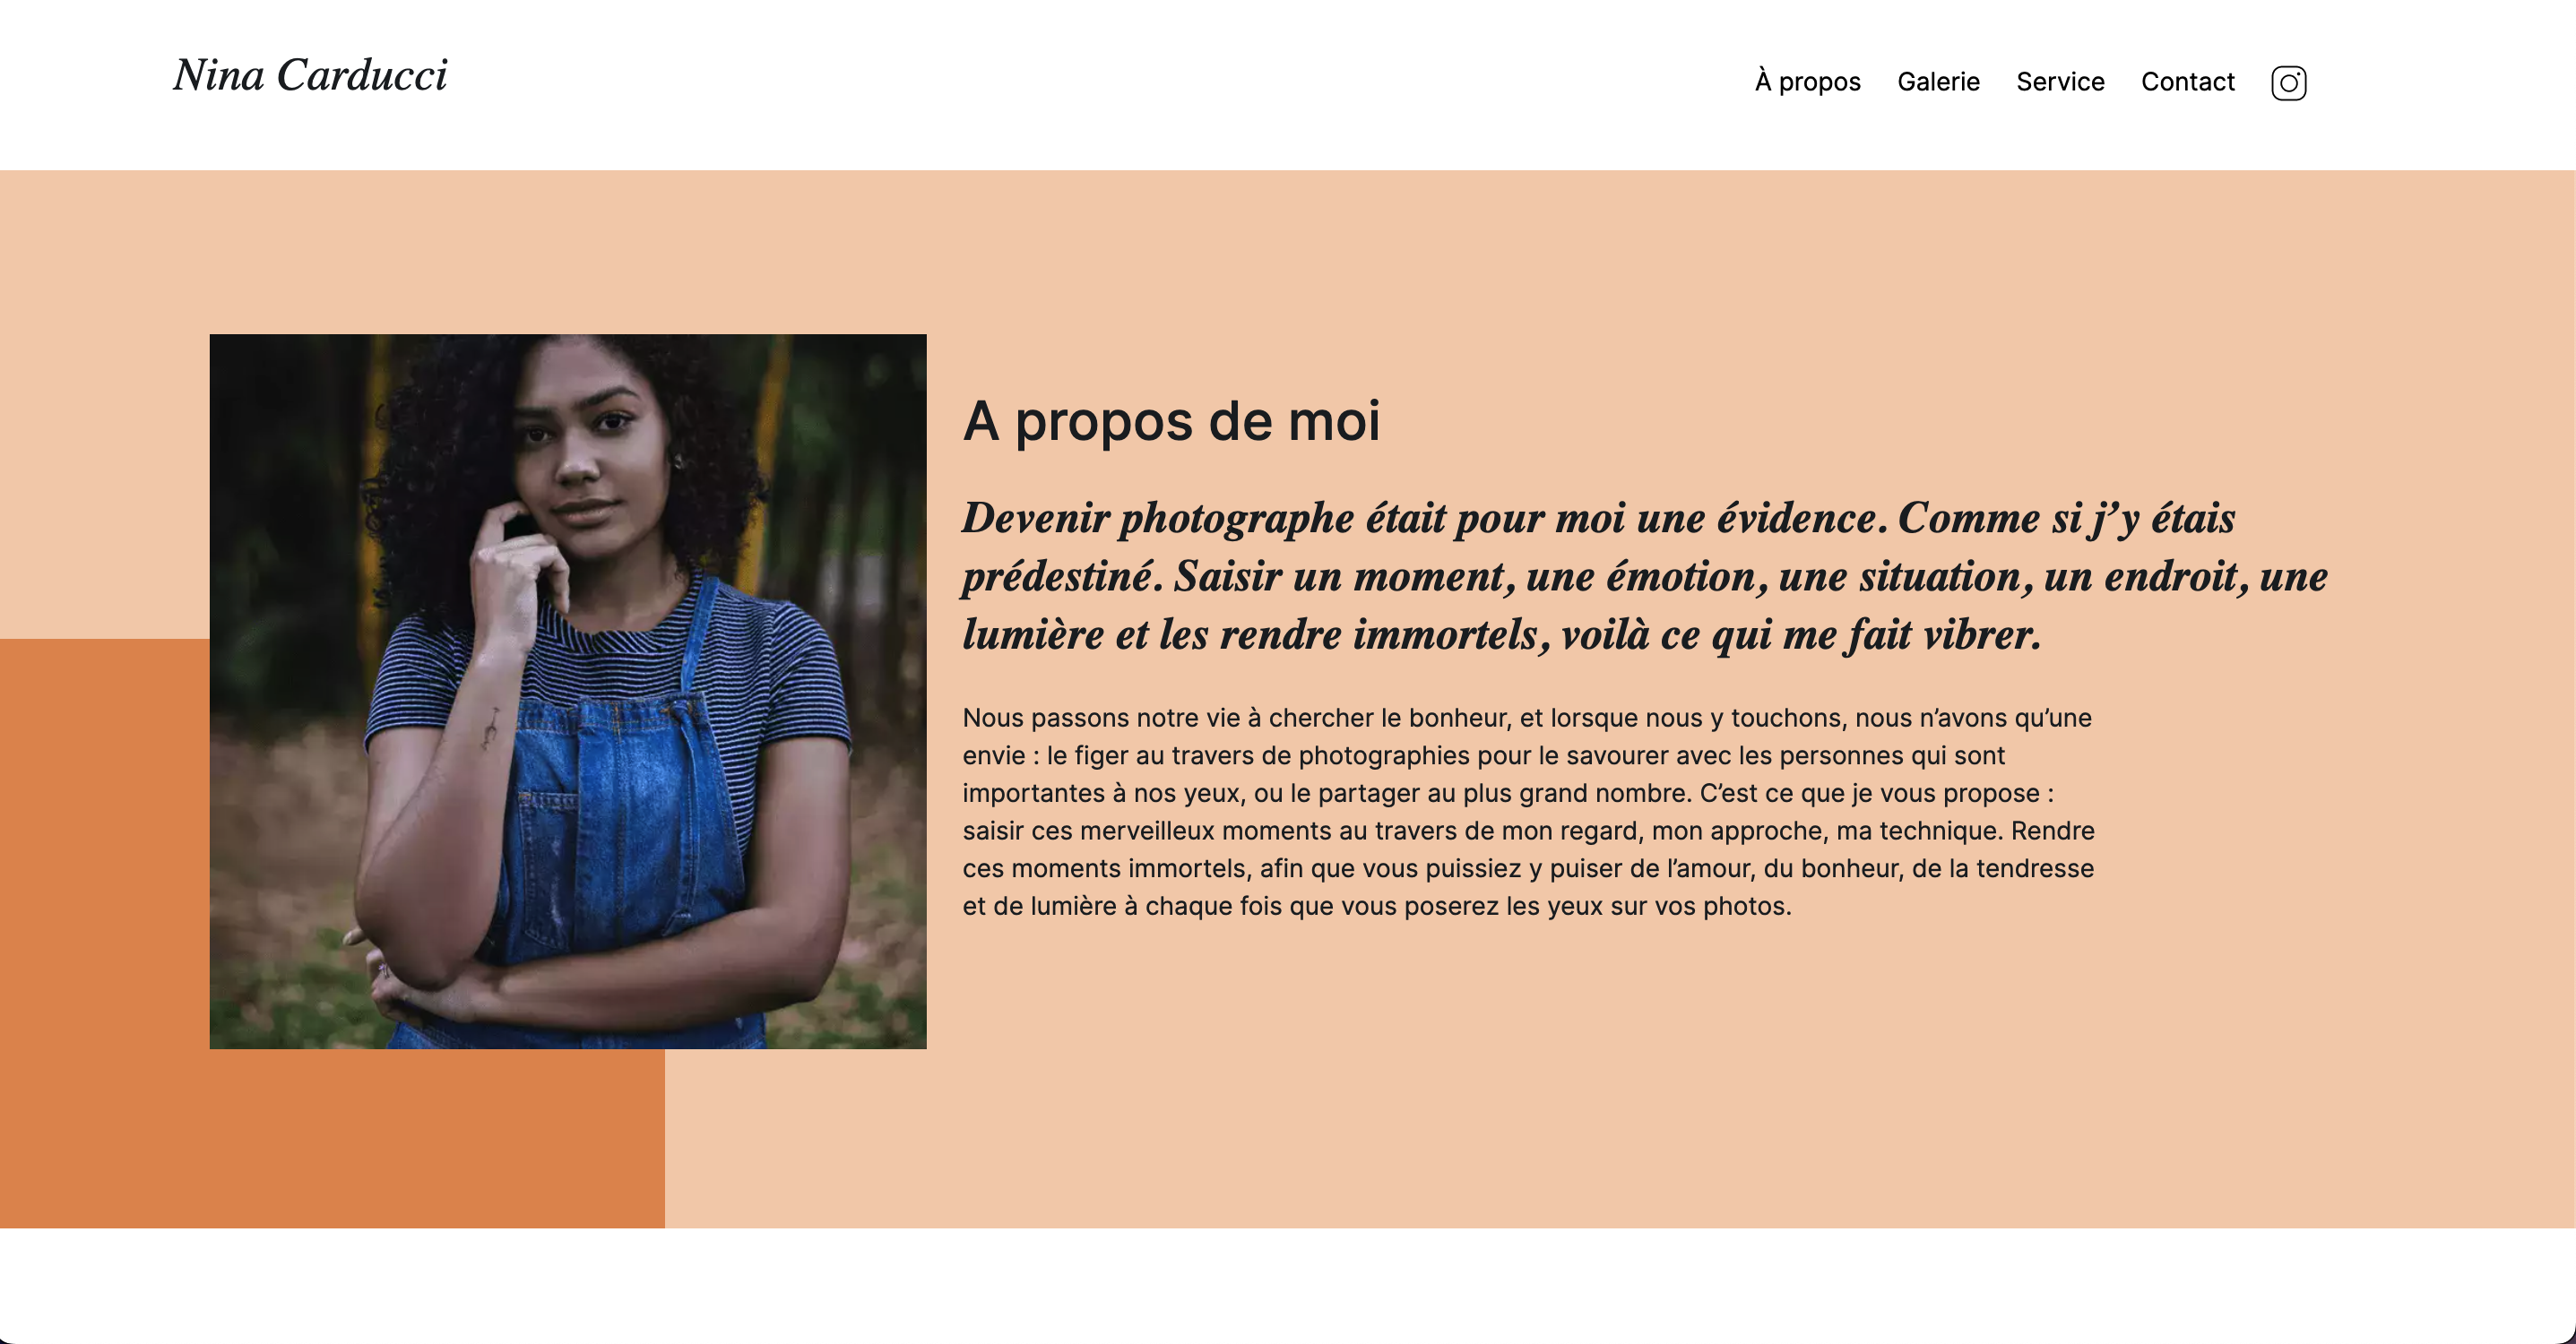 Nina Carducci
À propos Galerie Service Contact
A propos de moi
Devenir photographe était pour moi une évidence. Comme si j’y étais
prédestiné. Saisir un moment, une émotion, une situation, un endroit, une
lumière et les rendre immortels, voilà ce qui me fait vibrer.
Nous passons notre vie à chercher le bonheur, et lorsque nous y touchons, nous n’avons qu’une
envie : le figer au travers de photographies pour le savourer avec les personnes qui sont
importantes à nos yeux, ou le partager au plus grand nombre. C’est ce que je vous propose :
saisir ces merveilleux moments au travers de mon regard, mon approche, ma technique. Rendre
ces moments immortels, afin que vous puissiez y puiser de l’amour, du bonheur, de la tendresse
et de lumière à chaque fois que vous poserez les yeux sur vos photos.